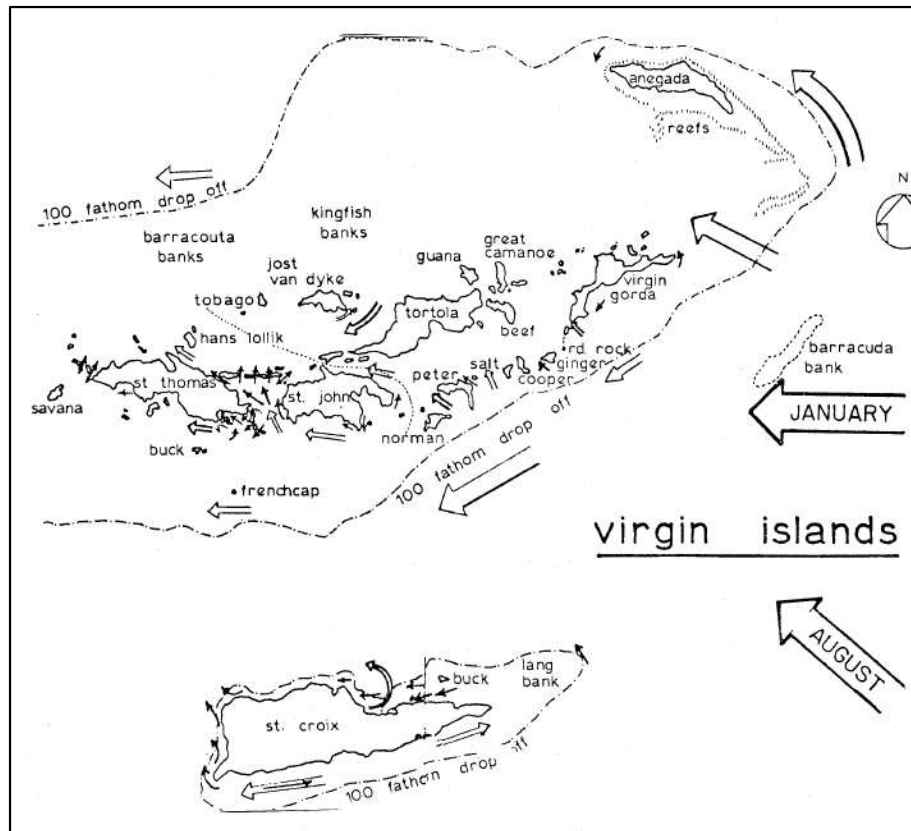 anegada
reefs
N
100 fathom drop off
kingfish
banks
barracouta
banks
great
camanoe
guana
jost
van dyke
virgin
gorda
tobago
tortola
beef
hans lollik
rd. rock
ginger
barracuda
bank
salt
cooper
peter
st. thomas
st. john
savana
JANUARY
norman
buck
100 fathom drop off
frenchcap
virgin islands
AUGUST
lang
bank
buck
st. croix
100 fathom drop off